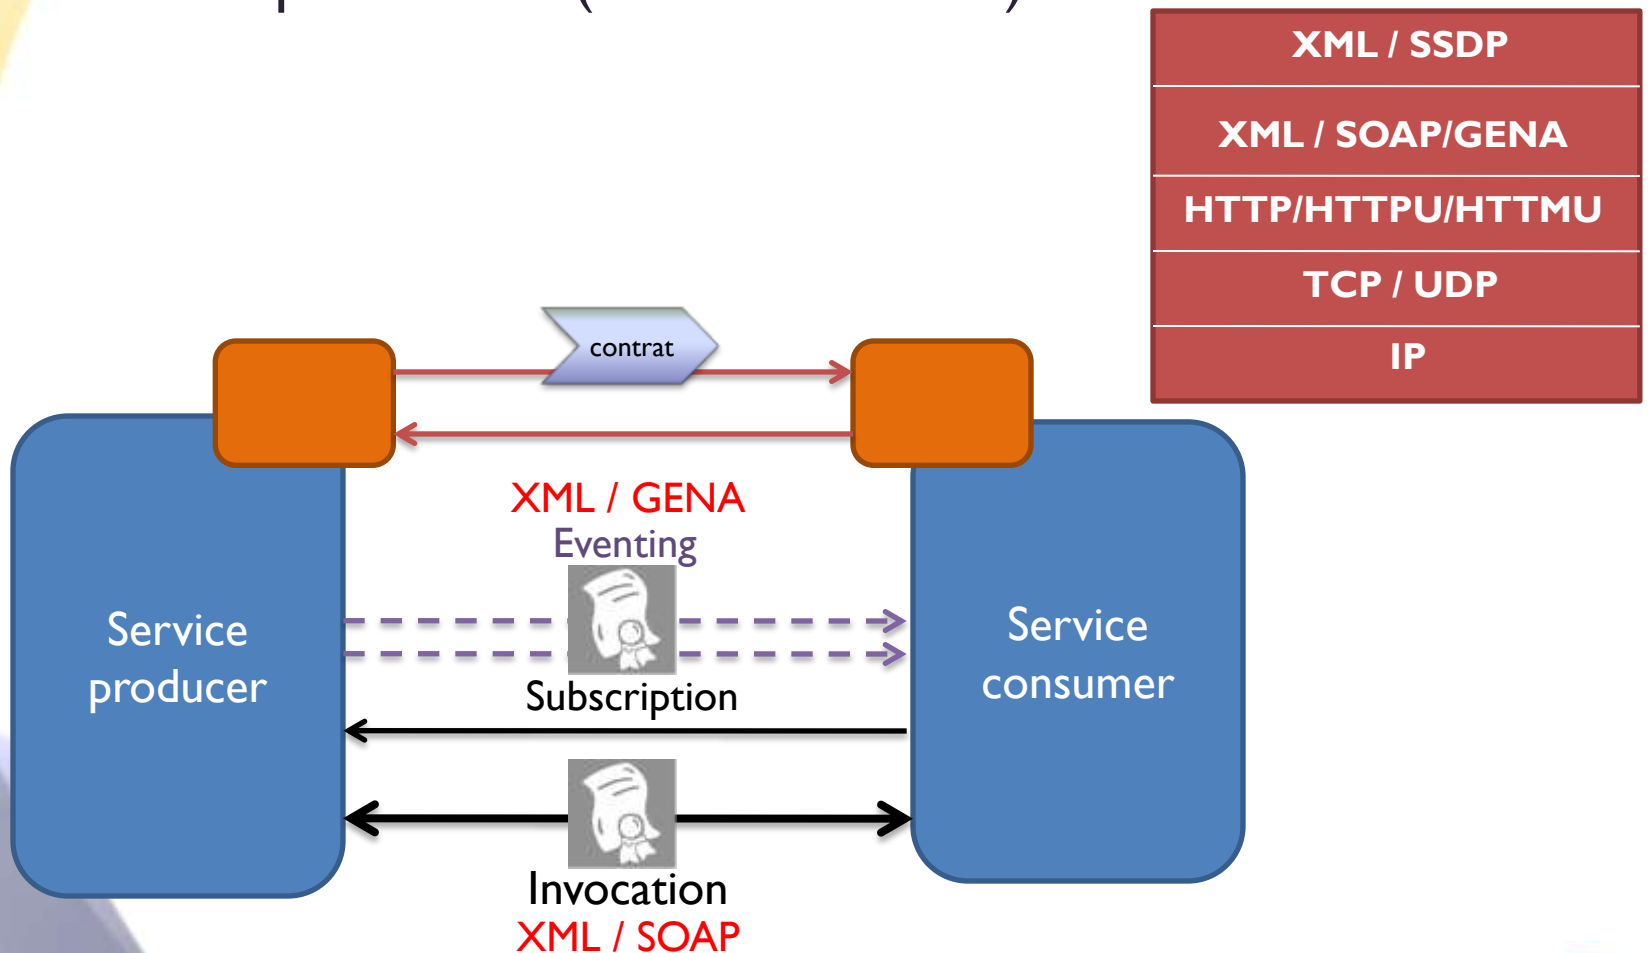 XML / SSDP
XML / SOAP/GENA
HTTP/HTTPU/HTTMU
TCP / UDP
IP
contrat
XML / GENA
Eventing
Service
producer
Service
consumer
Subscription
Invocation
XML / SOAP